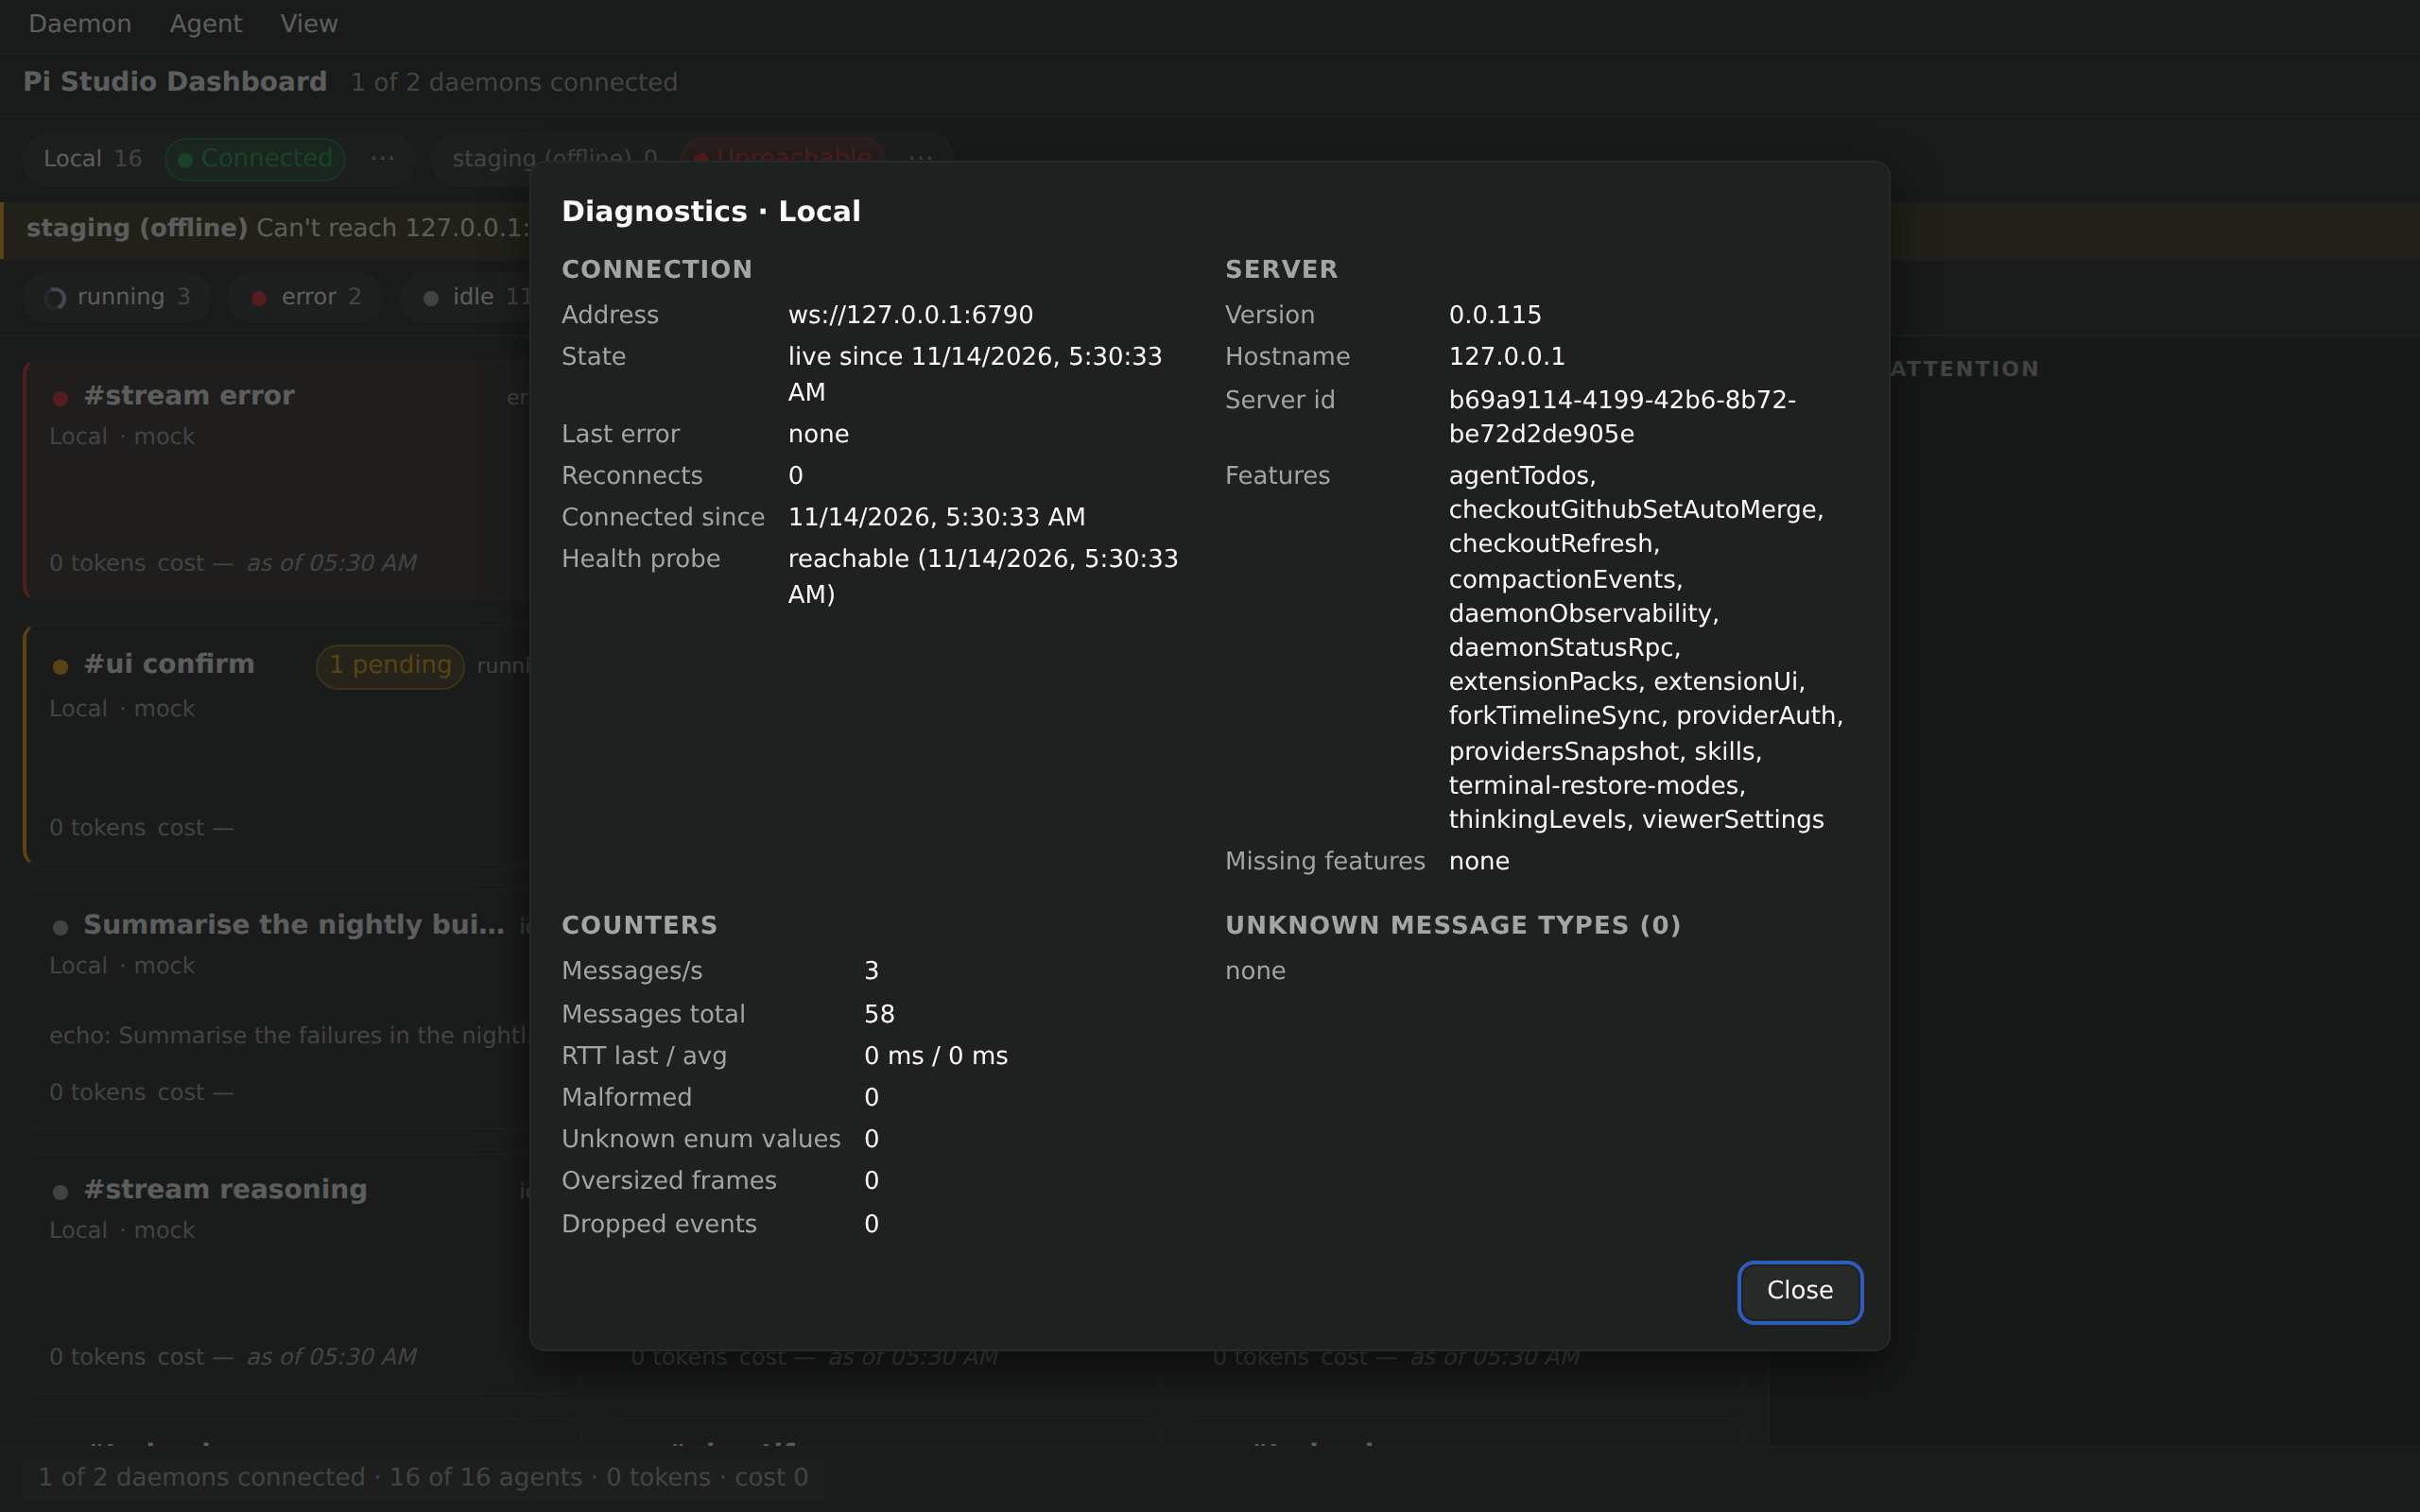 Daemon Agent View
Pi Studio Dashboard 1 of 2 daemons connected
Local 16 Connected ··· staging (offline) 0 Unreachable ···
staging (offline) Can't reach 127.0.0.1:
running 3 error 2 idle 11
#stream error
Local · mock
0 tokens cost — as of 05:30 AM
#ui confirm 1 pending
Local · mock
0 tokens cost —
Summarise the nightly bui...
Local · mock
echo: Summarise the failures in the nightl
0 tokens cost —
#stream reasoning
Local · mock
0 tokens cost — as of 05:30 AM
0 tokens cost — as of 05:30 AM
0 tokens cost — as of 05:30 AM
ATTENTION
Diagnostics · Local
CONNECTION
Address ws://127.0.0.1:6790
State live since 11/14/2026, 5:30:33
AM
Last error none
Reconnects 0
Connected since 11/14/2026, 5:30:33 AM
Health probe reachable (11/14/2026, 5:30:33
AM)
SERVER
Version 0.0.115
Hostname 127.0.0.1
Server id b69a9114-4199-42b6-8b72-
be72d2de905e
Features agentTodos,
checkoutGithubSetAutoMerge,
checkoutRefresh,
compactionEvents,
daemonObservability,
daemonStatusRpc,
extensionPacks, extensionUi,
forkTimelineSync, providerAuth,
providersSnapshot, skills,
terminal-restore-modes,
thinkingLevels, viewerSettings
Missing features none
COUNTERS
Messages/s 3
Messages total 58
RTT last / avg 0 ms / 0 ms
Malformed 0
Unknown enum values 0
Oversized frames 0
Dropped events 0
UNKNOWN MESSAGE TYPES (0)
none
Close
1 of 2 daemons connected · 16 of 16 agents · 0 tokens · cost 0